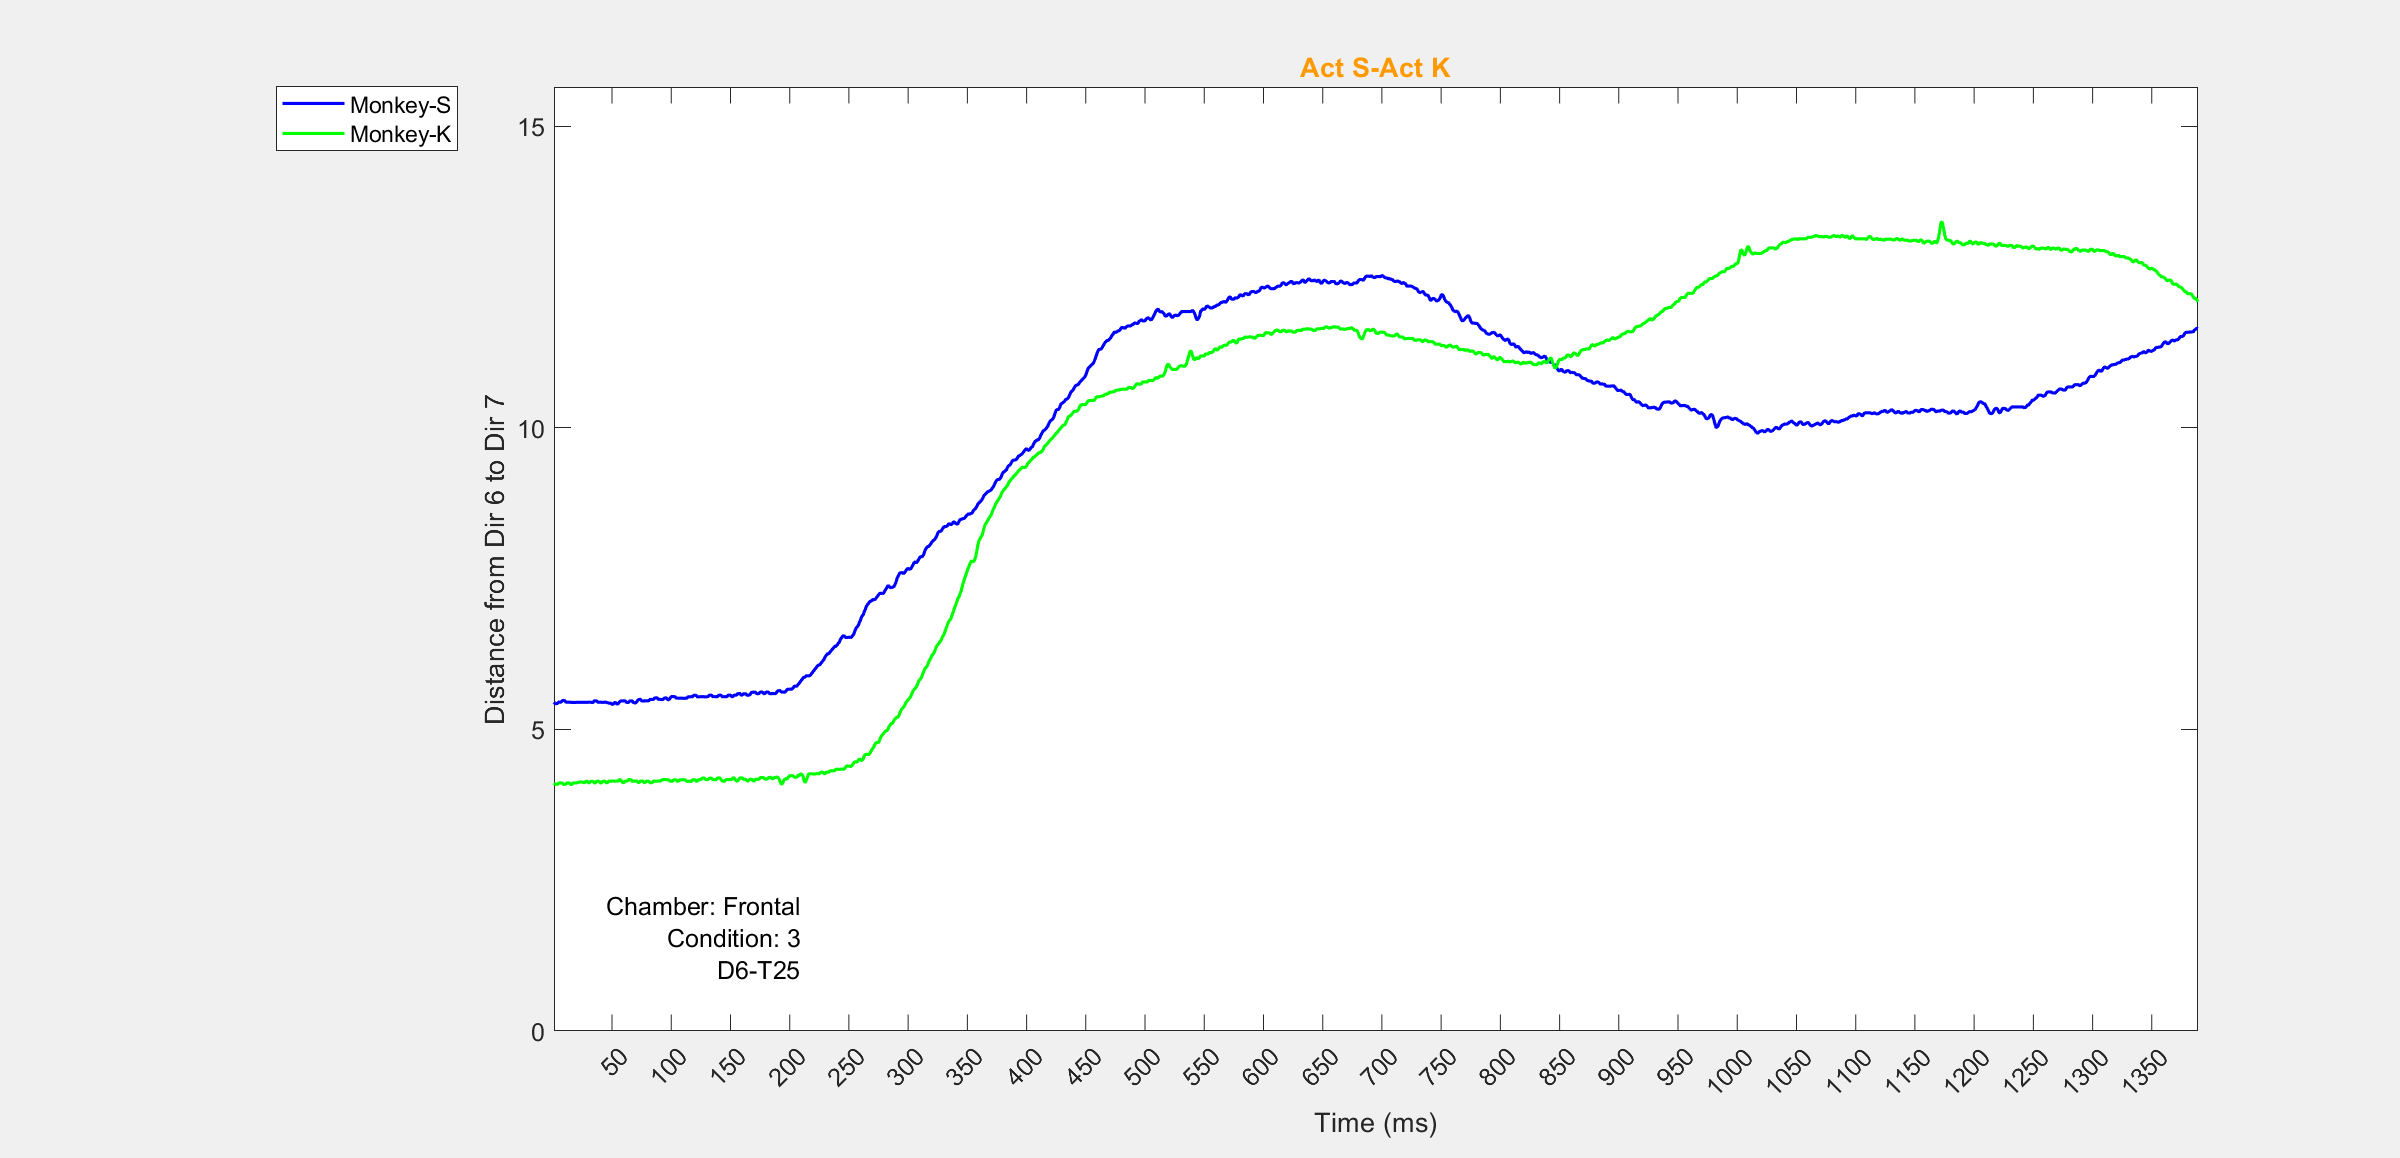 Act S-Act K
Monkey-S
Monkey-K
Distance from Dir 6 to Dir 7
15
10
5
0
Chamber: Frontal
Condition: 3
D6-T25
50 100 150 200 250 300 350 400 450 500 550 600 650 700 750 800 850 900 950 1000 1050 1100 1150 1200 1250 1300 1350
Time (ms)